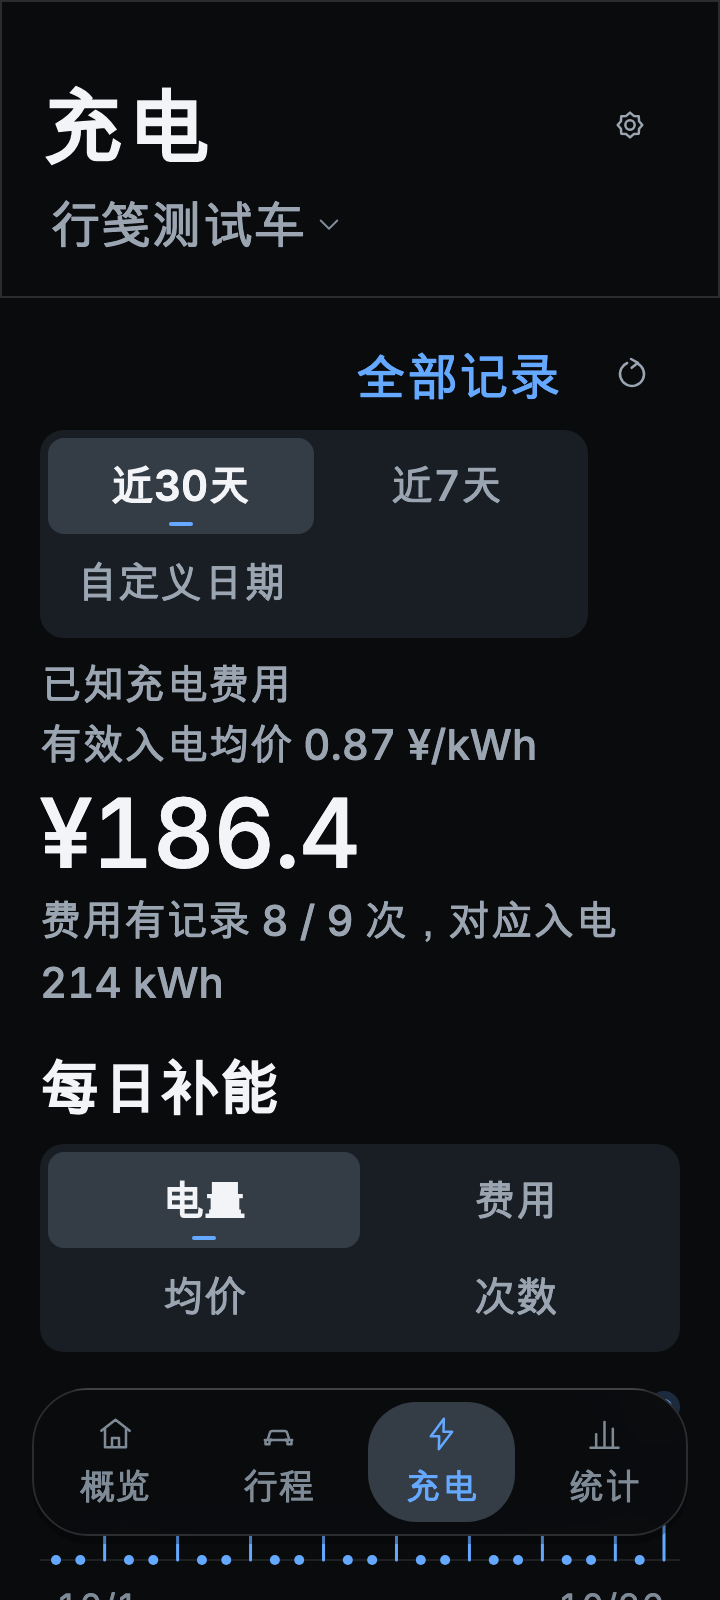 充电
行笺测试车
全部记录
近30天
近7天
自定义日期
已知充电费用
有效入电均价 0.87 ¥/kWh
¥186.4
费用有记录 8 / 9 次，对应入电
214 kWh
每日补能
电量
费用
均价
次数
概览
行程
充电
统计